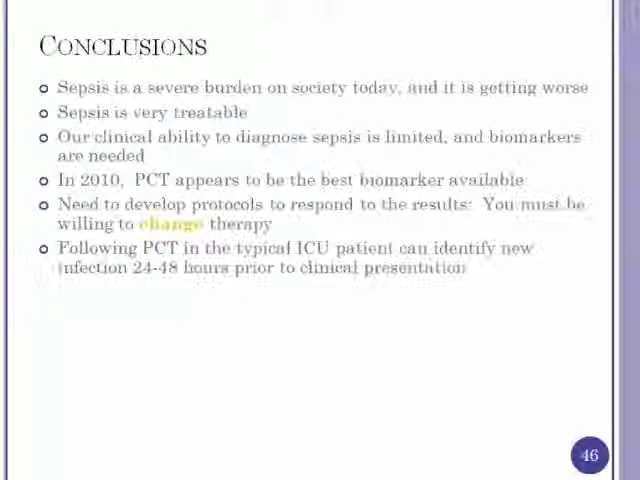 CONCLUSIONS
Sepsis is a severe burden on society today, and it is getting worse
Sepsis is very treatable
Our clinical ability to diagnose sepsis is limited, and biomarkers
are needed
In 2010, PCT appears to be the best biomarker available
Need to develop protocols to respond to the results: You must be
willing to change therapy
Following PCT in the typical ICU patient can identify new
infection 24-48 hours prior to clinical presentation
46